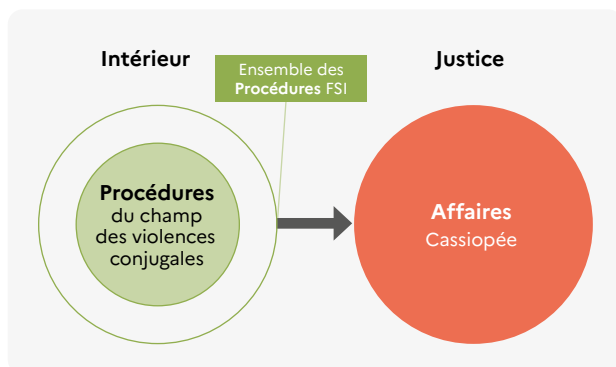 Intérieur
Ensemble des
Procédures FSI
Justice
Procédures
du champ
des violences
conjugales
Affaires
Cassiopée